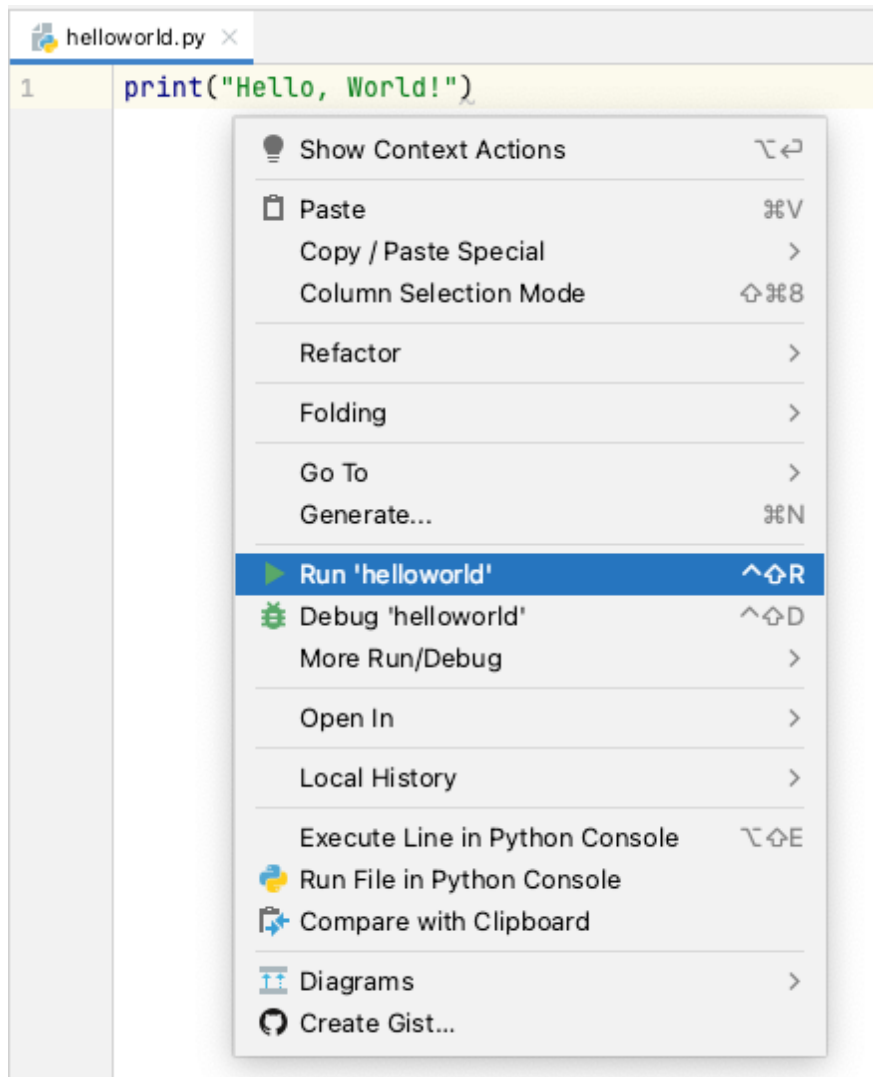 helloworld.py
1 print("Hello, World!")
Show Context Actions ⌥⏎
Paste ⌘V
Copy / Paste Special >
Column Selection Mode ⇧⌘8
Refactor >
Folding >
Go To >
Generate... ⌘N
Run 'helloworld' ^⇧R
Debug 'helloworld' ^⇧D
More Run/Debug >
Open In >
Local History >
Execute Line in Python Console ⌥⇧E
Run File in Python Console
Compare with Clipboard
Diagrams >
Create Gist...